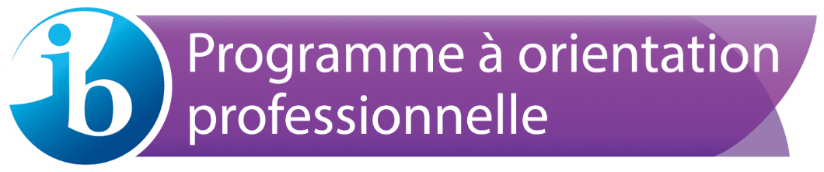 ib
Programme à orientation
professionnelle